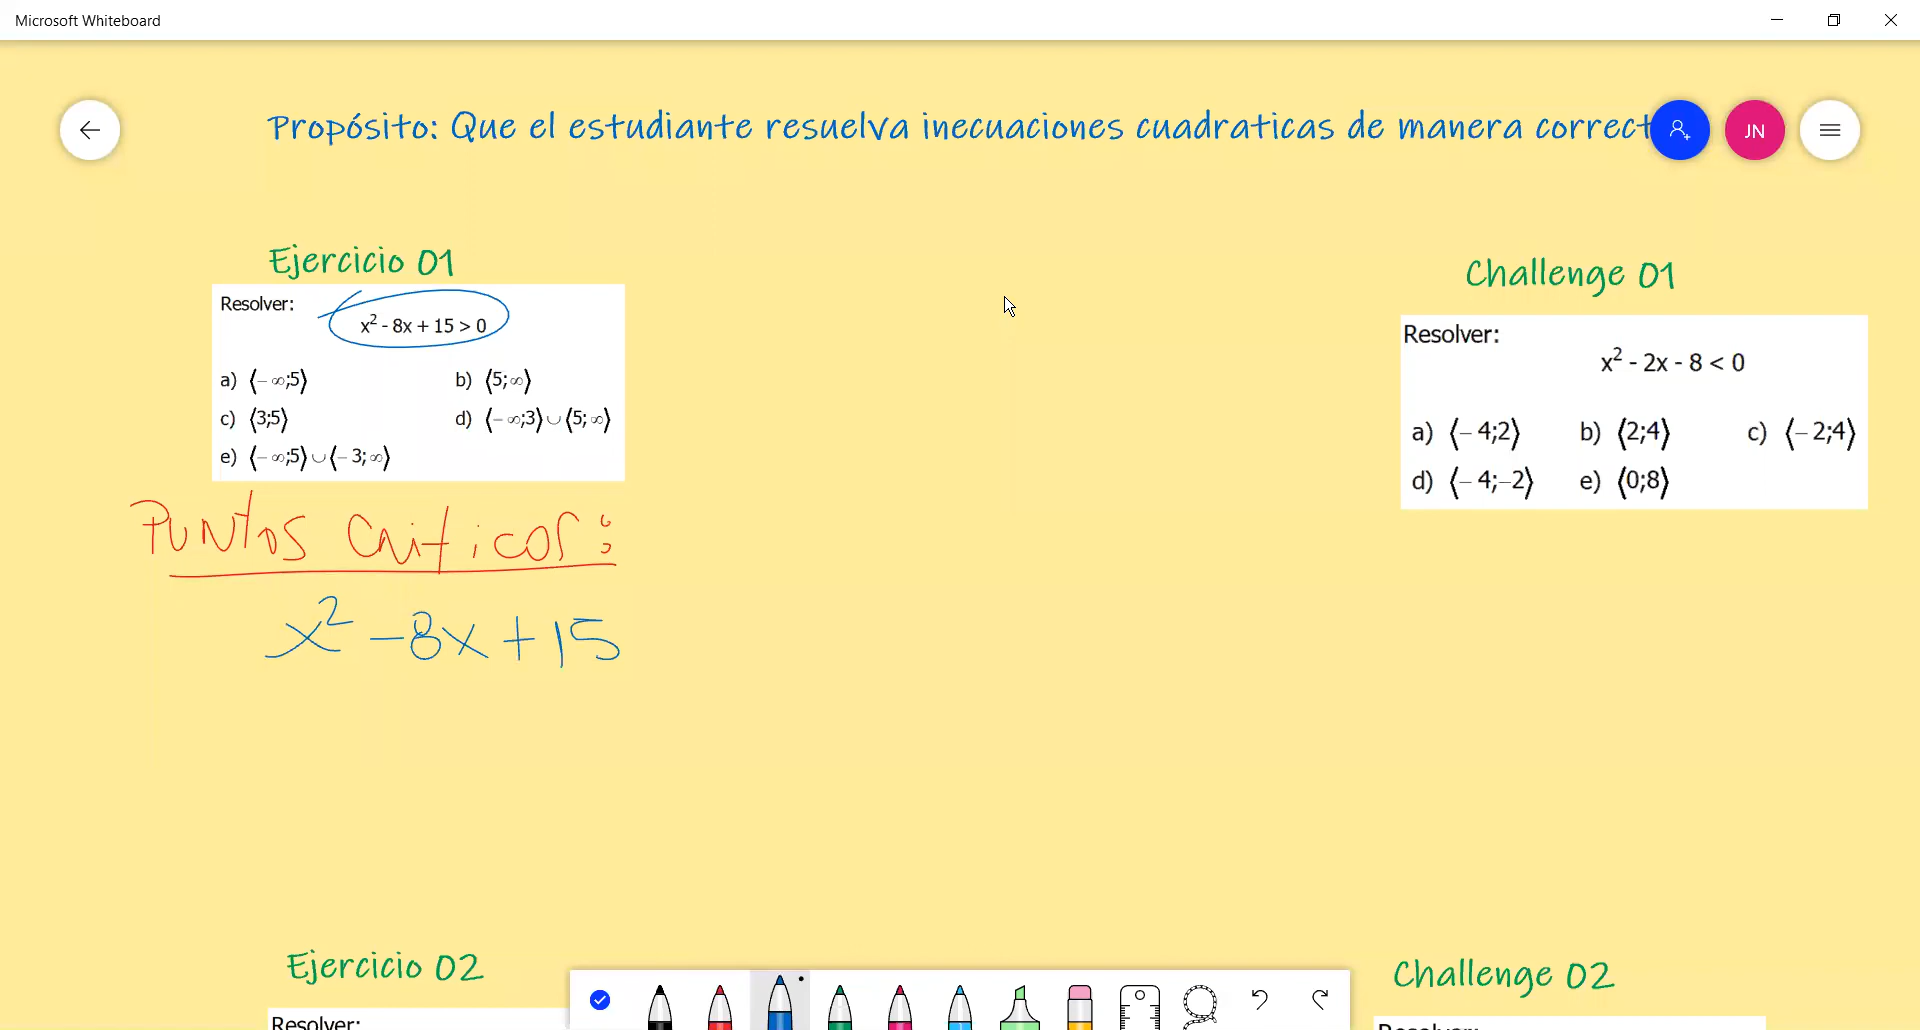 Microsoft Whiteboard
Propósito: Que el estudiante resuelva inecuaciones cuadraticas de manera correct
JN
Ejercicio 01
Resolver:
x² - 8x + 15 > 0
a) ⟨- ∞;5⟩ b) ⟨5; ∞⟩
c) ⟨3;5⟩ d) ⟨- ∞;3⟩ ∪ ⟨5; ∞⟩
e) ⟨- ∞;5⟩ ∪ ⟨- 3; ∞⟩
Puntos Criticos:
x² - 8x + 15
Challenge 01
Resolver:
x² - 2x - 8 < 0
a) ⟨- 4;2⟩ b) ⟨2;4⟩ c) ⟨- 2;4⟩
d) ⟨- 4;-2⟩ e) ⟨0;8⟩
Ejercicio 02
Resolver:
Challenge 02
Resolver: